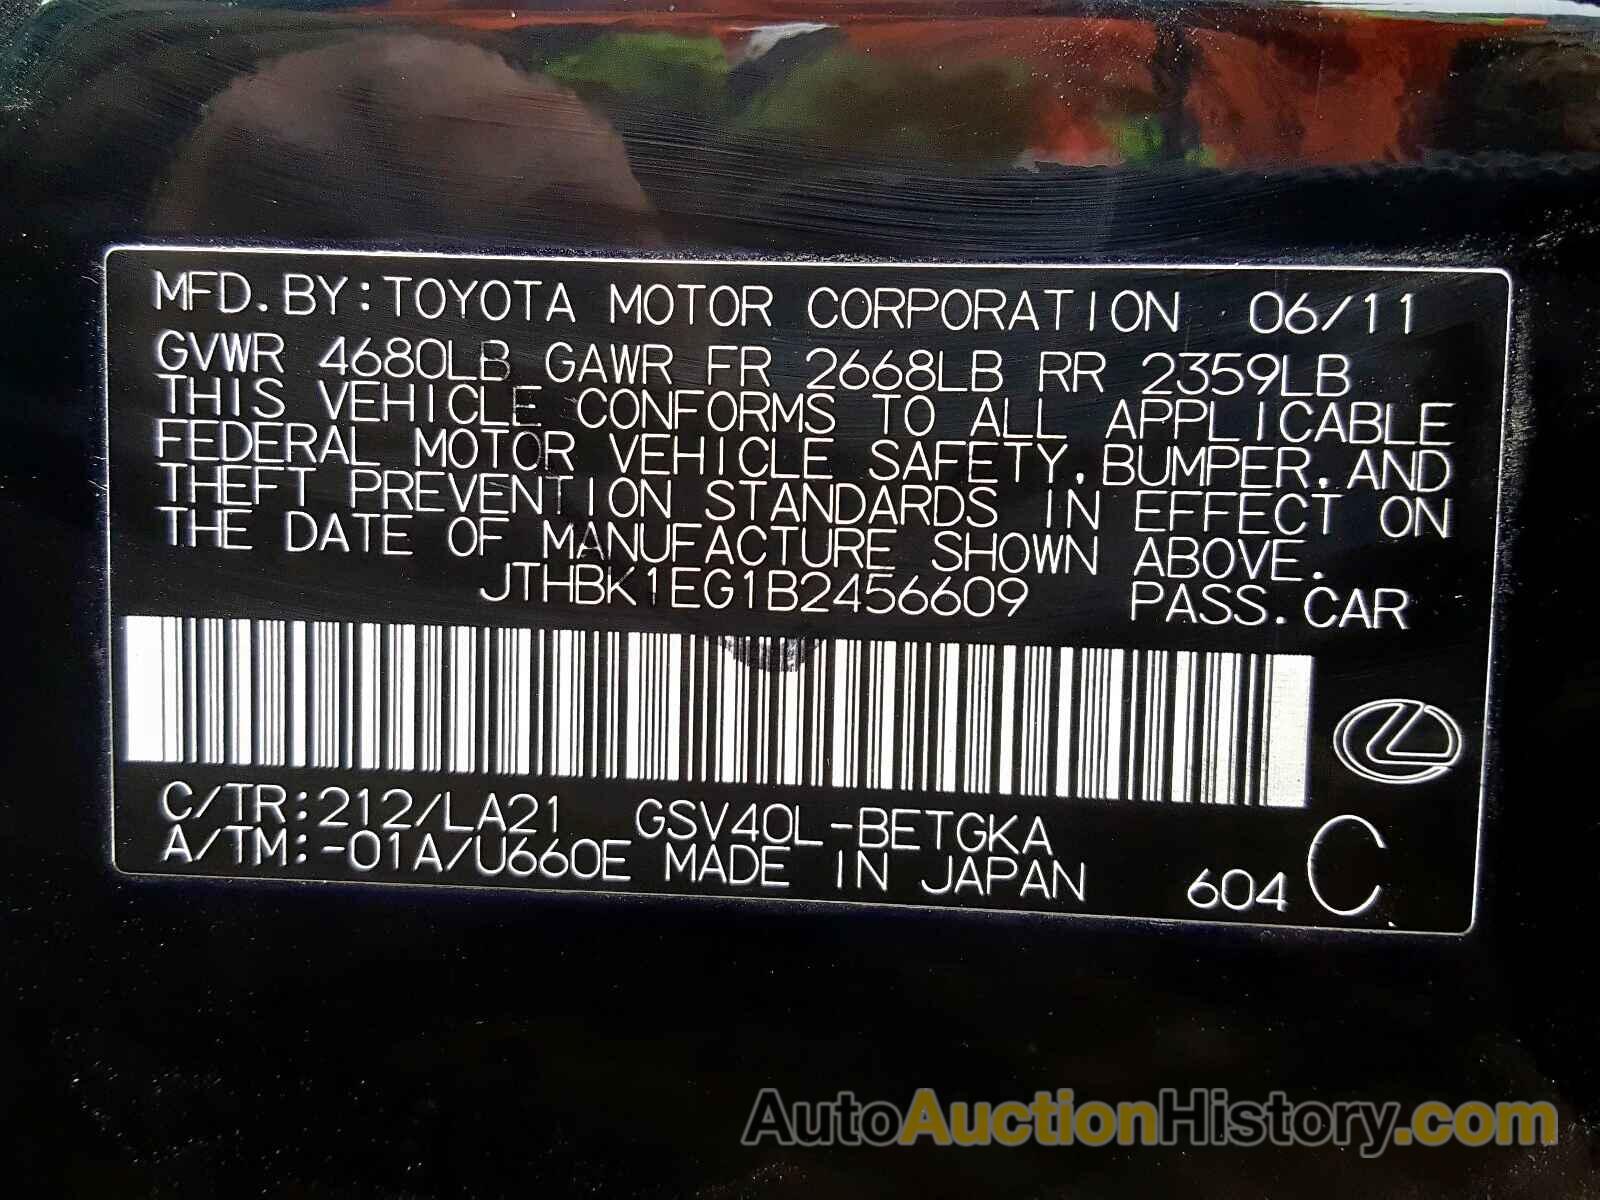 MFD.BY:TOYOTA MOTOR CORPORATION 06/11
GVWR 4680LB GAWR FR 2668LB RR 2359LB
THIS VEHICLE CONFORMS TO ALL APPLICABLE
FEDERAL MOTOR VEHICLE SAFETY,BUMPER,AND
THEFT PREVENTION STANDARDS IN EFFECT ON
THE DATE OF MANUFACTURE SHOWN ABOVE.
JTHBK1EG1B2456609 PASS.CAR
C/TR:212/LA21 GSV40L-BETGKA
A/TM:-01A/U660E MADE IN JAPAN 604 C
AutoAuctionHistory.com